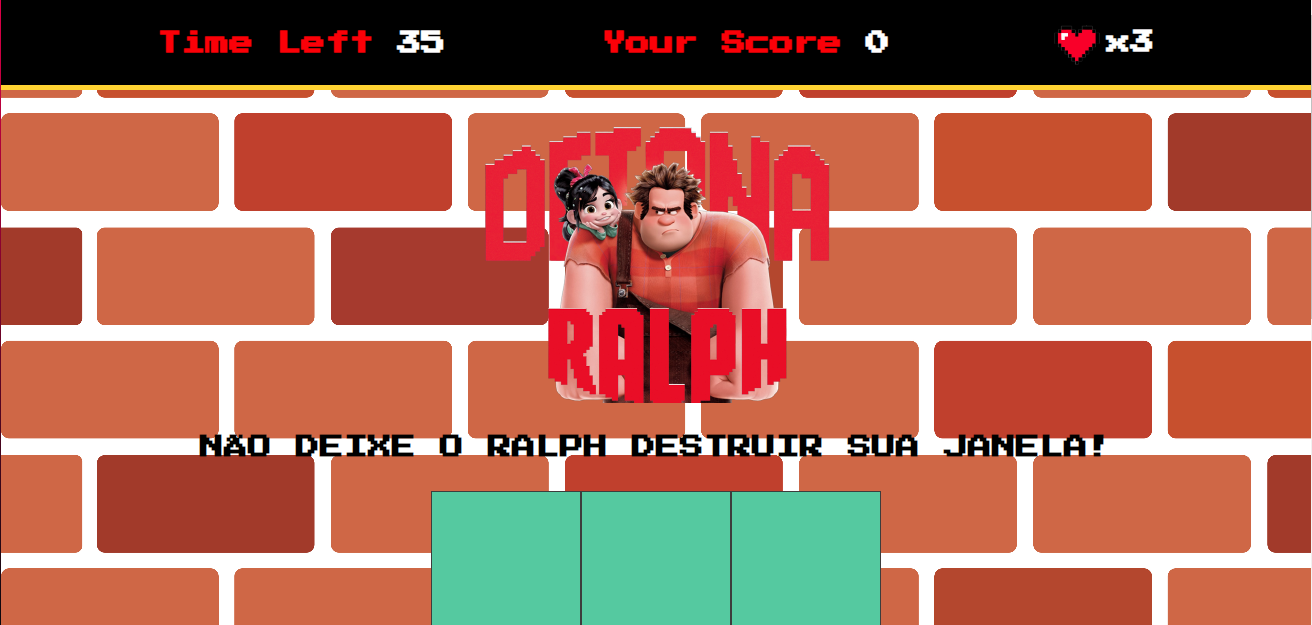 Time Left 35 Your Score 0 x3
DETONA
RALPH
NÃO DEIXE O RALPH DESTRUIR SUA JANELA!